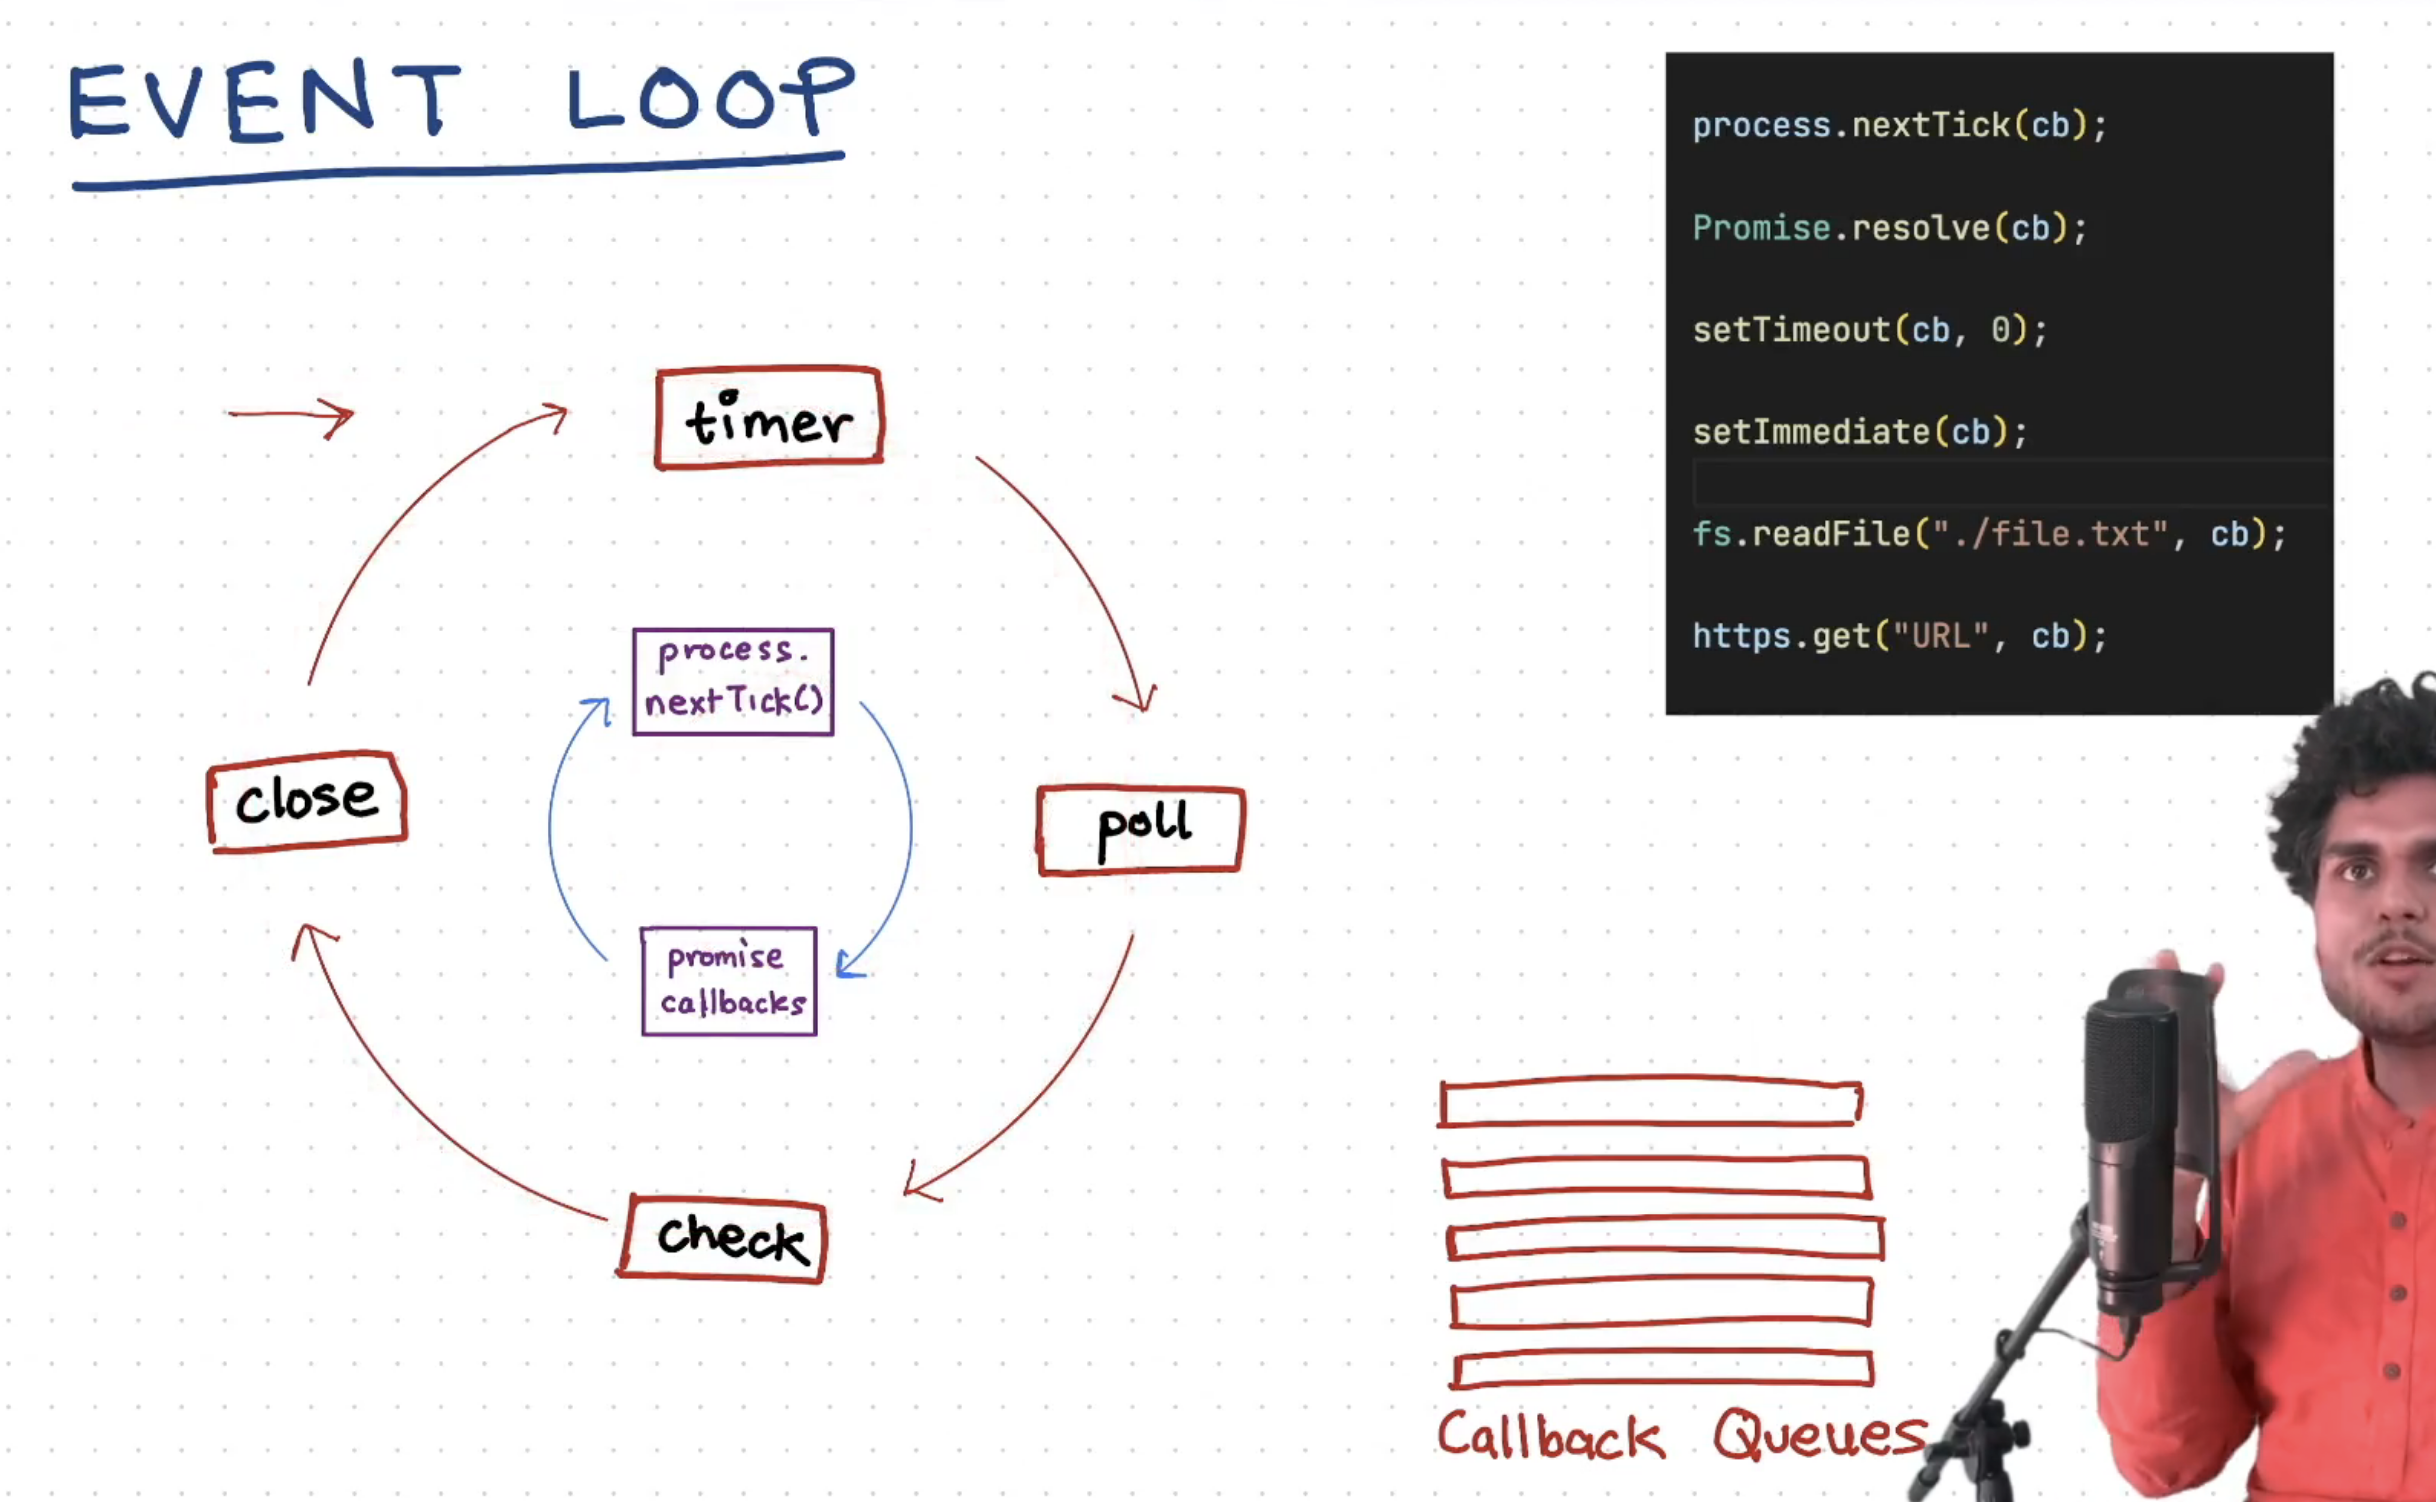 EVENT LOOP
process.nextTick(cb);
Promise.resolve(cb);
setTimeout(cb, 0);
setImmediate(cb);
fs.readFile("./file.txt", cb);
https.get("URL", cb);
timer
process.
nextTick()
close
poll
promise
callbacks
check
Callback Queues